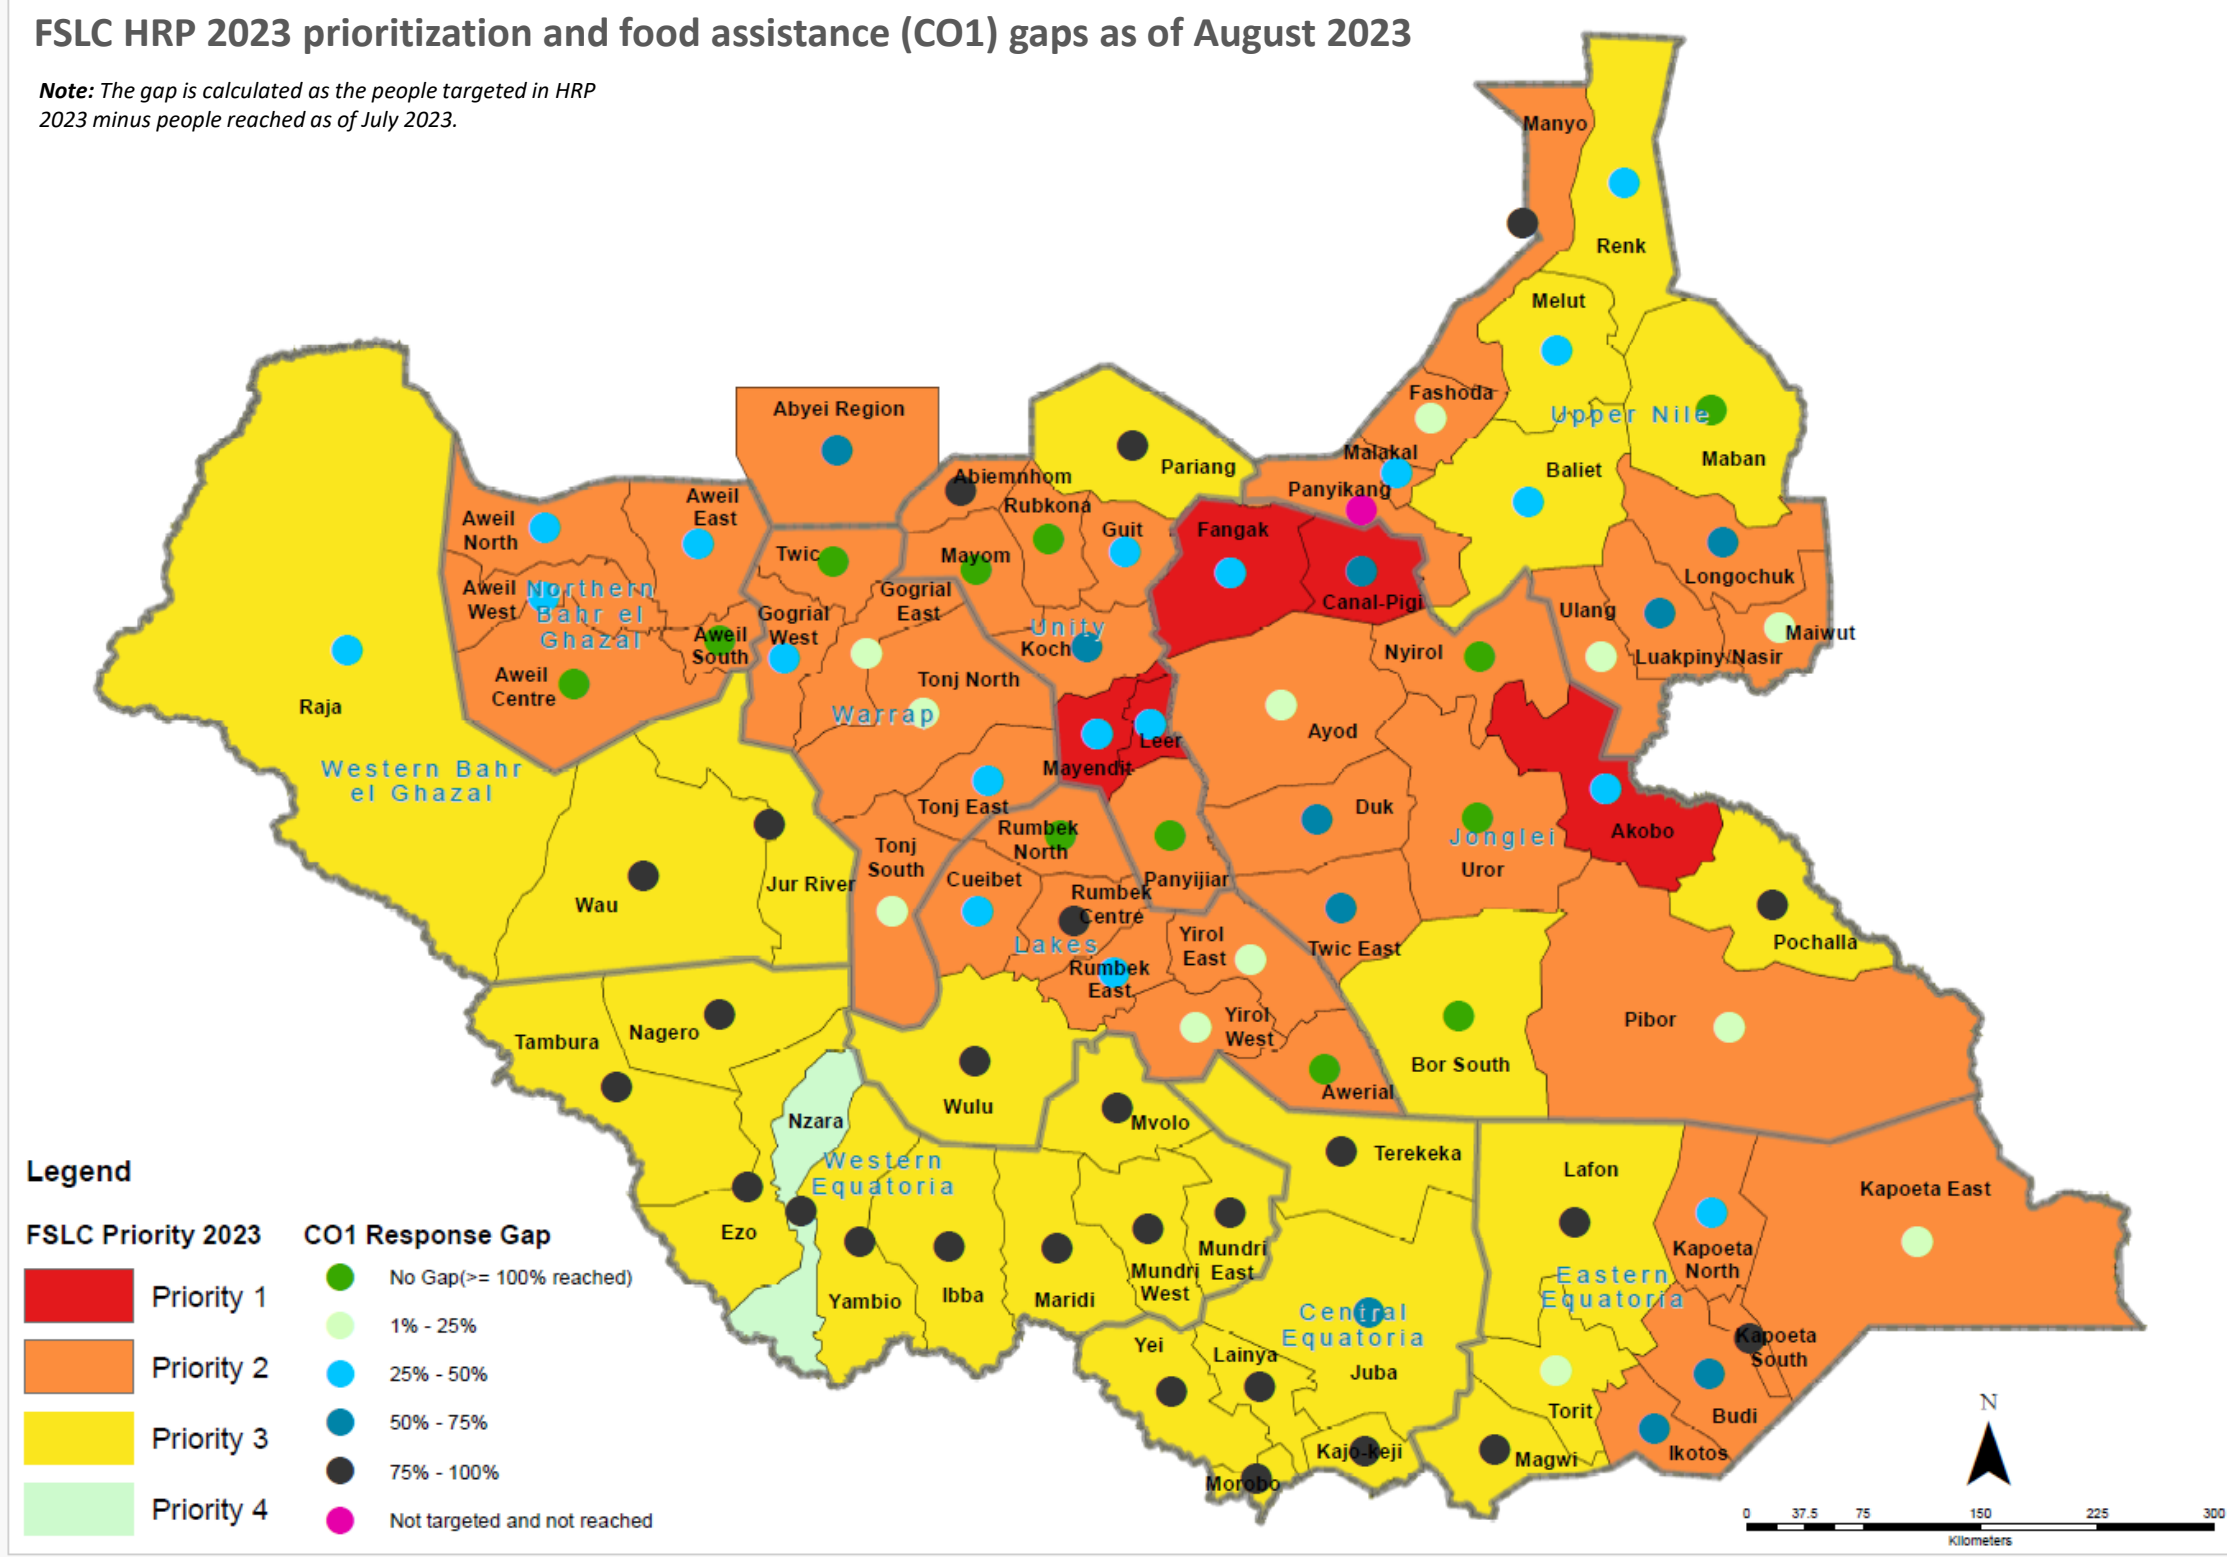 FSLC HRP 2023 prioritization and food assistance (CO1) gaps as of August 2023
Note: The gap is calculated as the people targeted in HRP
2023 minus people reached as of July 2023.
Manyo
Renk
Melut
Fashoda
Upper Nile
Maban
Malakal
Baliet
Panyikang
Abyei Region
Abiemnhom
Pariang
Rubkona
Guit
Fangak
Canal-Pigi
Longochuk
Ulang
Maiwut
Luakpiny/Nasir
Aweil
North
Aweil
East
Aweil
West
Northern
Bahr el
Ghazal
Aweil
South
Aweil
Centre
Twic
Mayom
Gogrial
East
Gogrial
West
Unity
Koch
Nyirol
Tonj North
Warrap
Raja
Ayod
Leer
Mayendit
Western Bahr
el Ghazal
Tonj East
Duk
Jonglei
Akobo
Uror
Rumbek
North
Tonj
South
Cueibet
Panyijiar
Jur River
Wau
Rumbek
Centre
Lakes
Rumbek
East
Yirol
East
Twic East
Pochalla
Yirol
West
Pibor
Bor South
Awerial
Tambura
Nagero
Wulu
Mvolo
Nzara
Terekeka
Lafon
Kapoeta East
Western
Equatoria
Ezo
Yambio
Ibba
Maridi
Mundri
West
Mundri
East
Kapoeta
North
Eastern
Equatoria
Central
Equatoria
Juba
Kapoeta
South
Yei
Lainya
Torit
Budi
Ikotos
Magwi
Kajo-keji
Morobo
Legend
FSLC Priority 2023
Priority 1
Priority 2
Priority 3
Priority 4
CO1 Response Gap
No Gap(>= 100% reached)
1% - 25%
25% - 50%
50% - 75%
75% - 100%
Not targeted and not reached
N
0 37.5 75 150 225 300
Kilometers